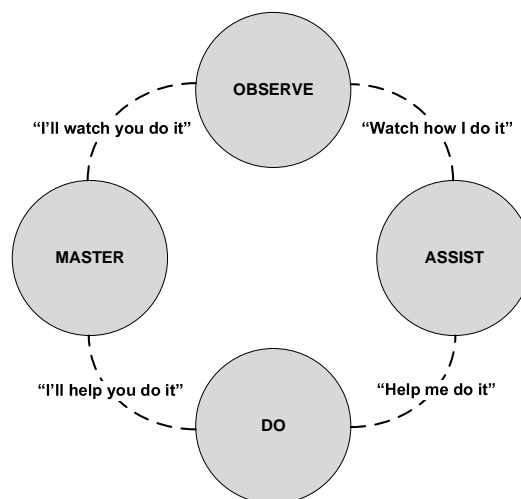 OBSERVE
“I’ll watch you do it”
“Watch how I do it”
MASTER
ASSIST
“I’ll help you do it”
“Help me do it”
DO